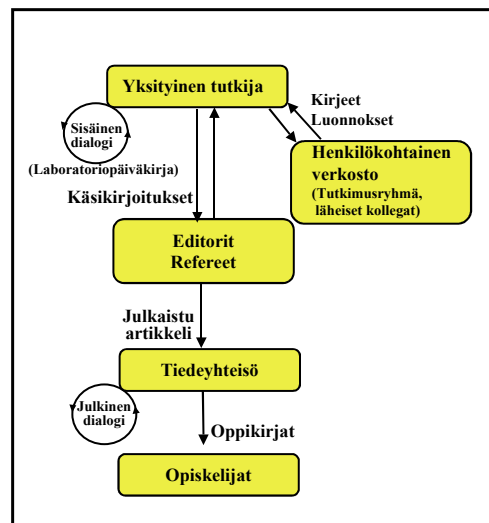 Yksityinen tutkija
Kirjeet
Luonnokset
Sisäinen
dialogi
(Laboratoriopäiväkirja)
Henkilökohtainen
verkosto
(Tutkimusryhmä,
läheiset kollegat)
Käsikirjoitukset
Editorit
Refereet
Julkaistu
artikkeli
Tiedeyhteisö
Julkinen
dialogi
Oppikirjat
Opiskelijat